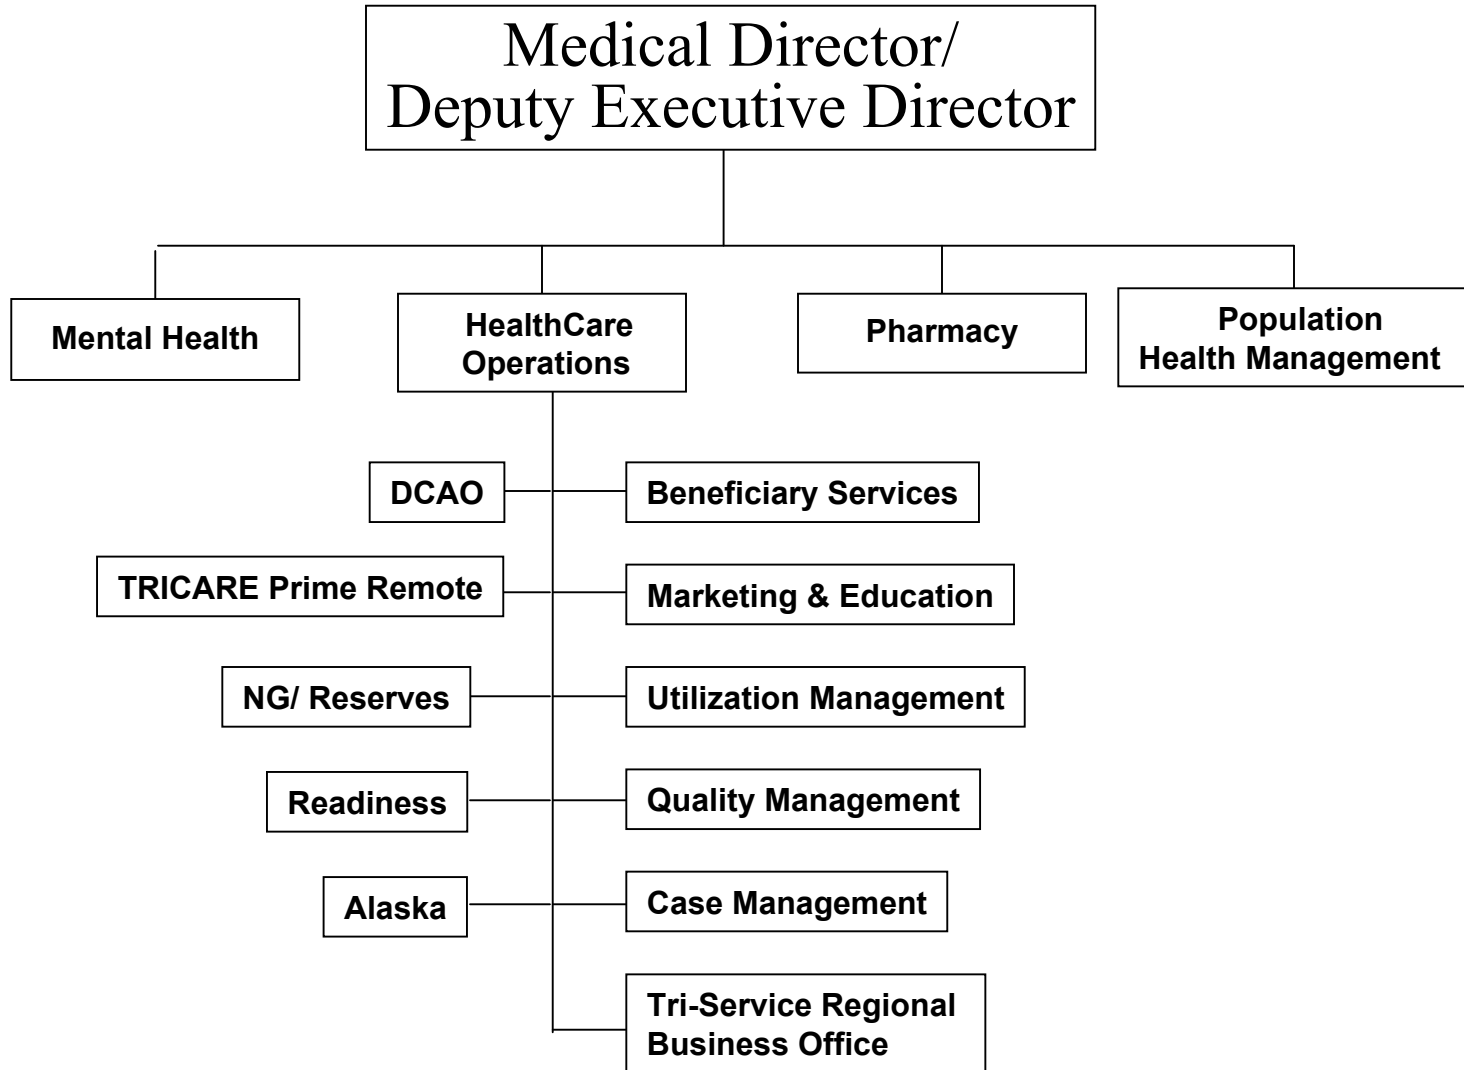 Medical Director/
Deputy Executive Director
Mental Health
HealthCare
Operations
Pharmacy
Population
Health Management
DCAO
Beneficiary Services
TRICARE Prime Remote
Marketing & Education
NG/ Reserves
Utilization Management
Readiness
Quality Management
Alaska
Case Management
Tri-Service Regional
Business Office